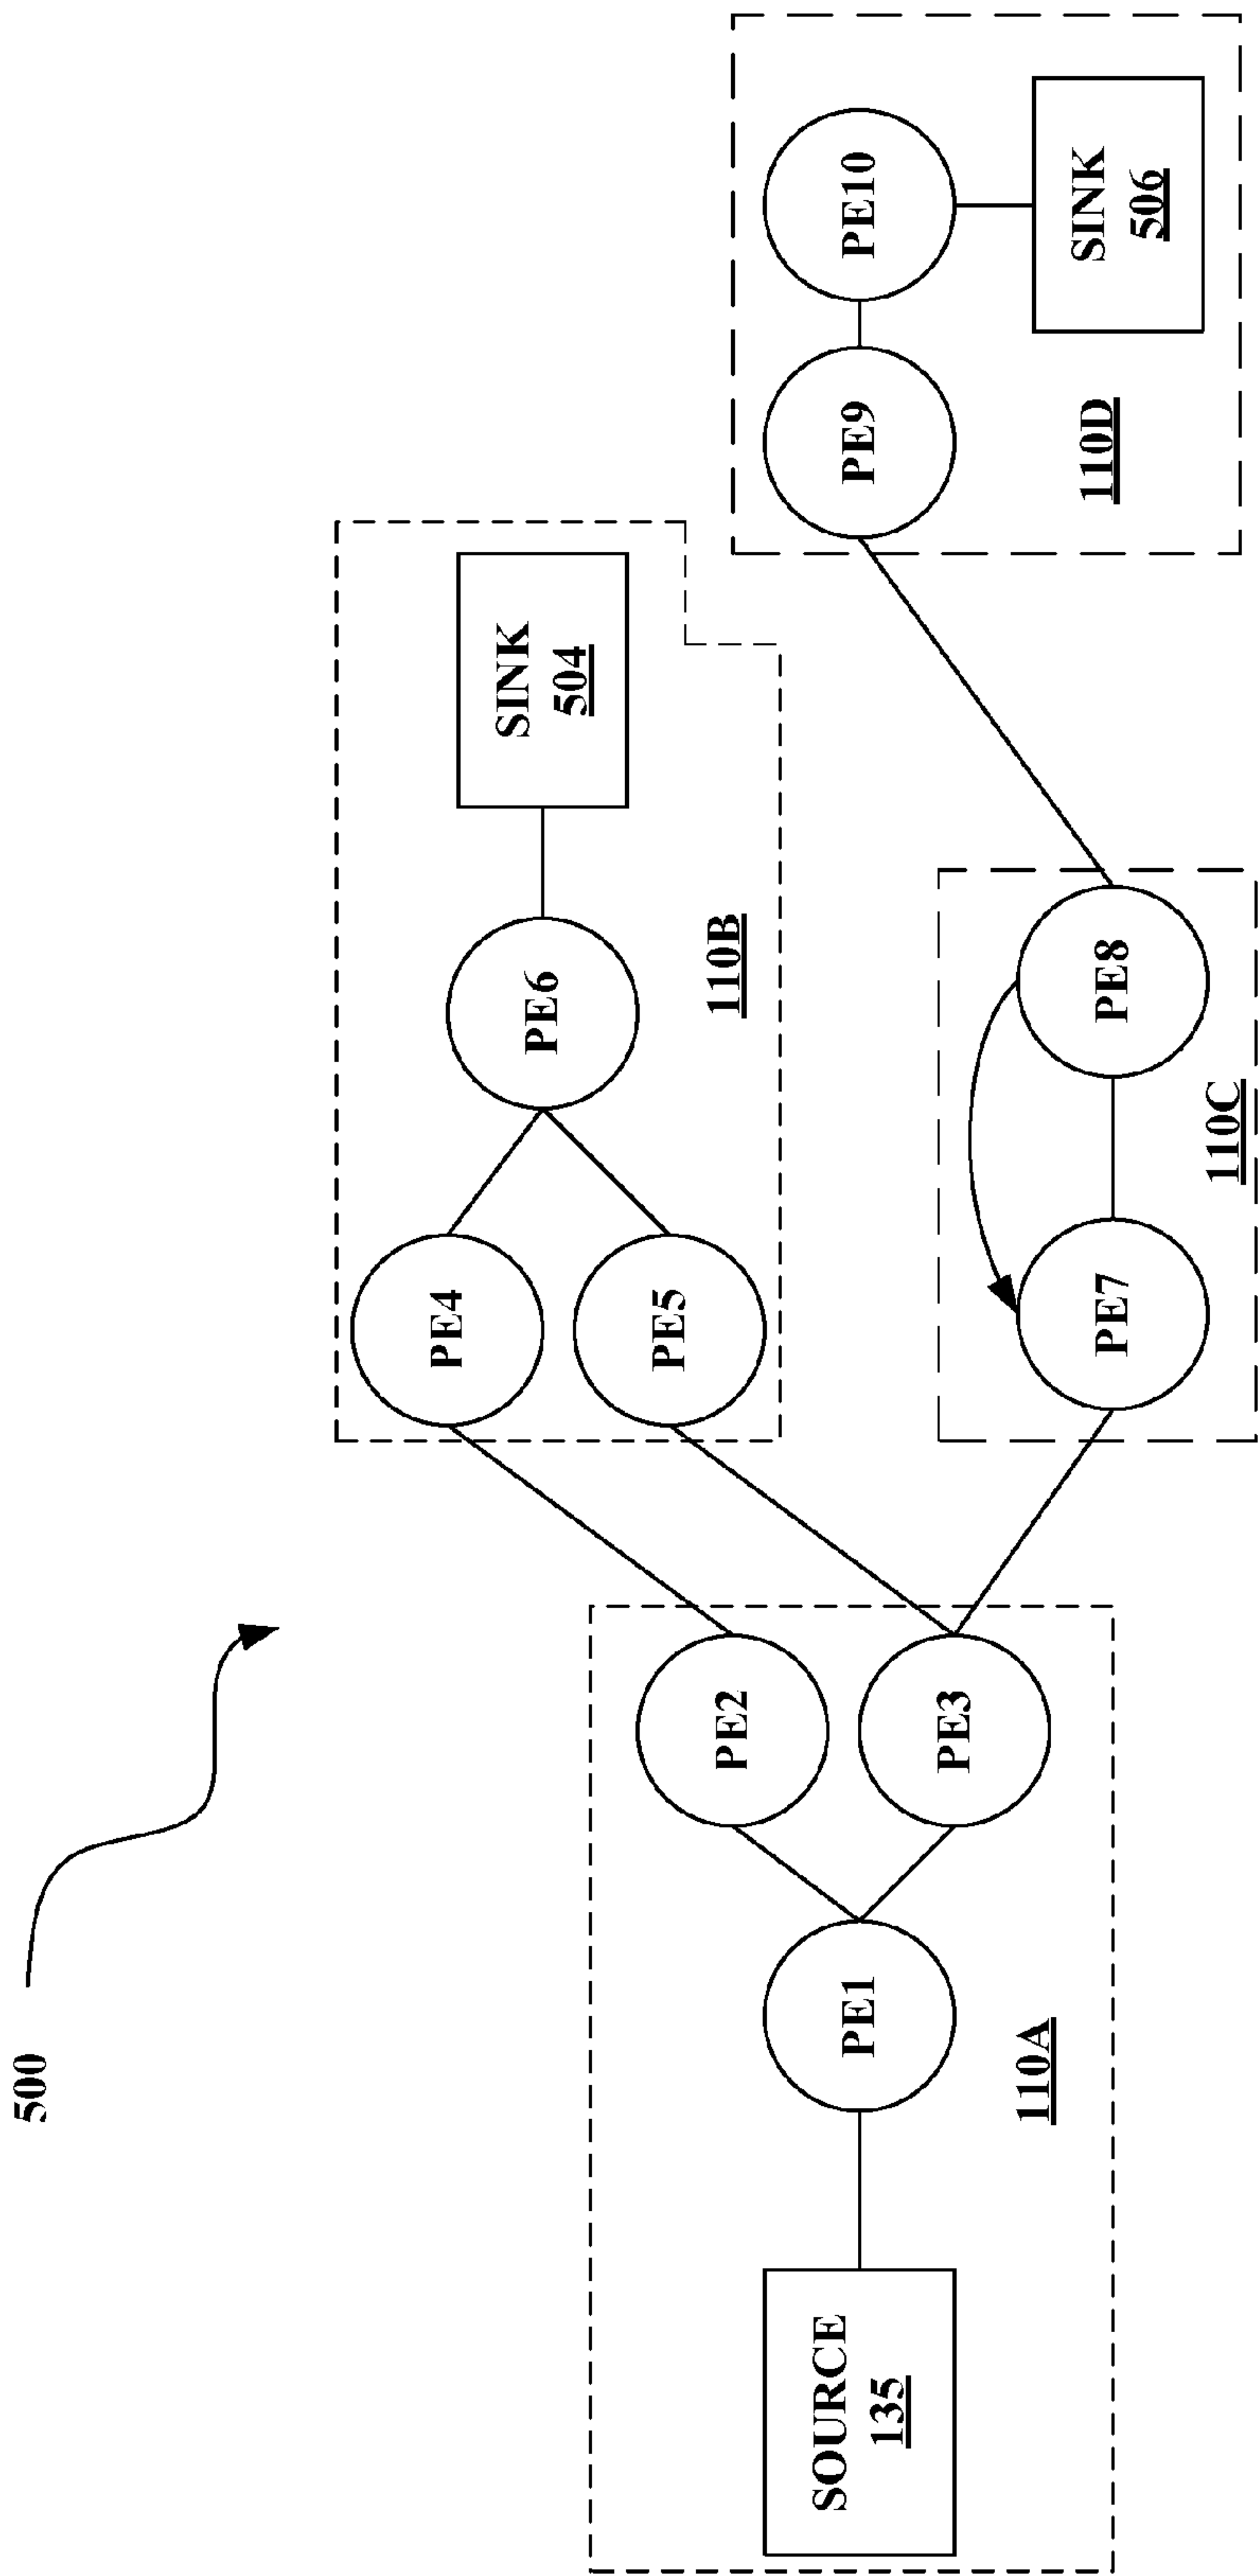 500
SOURCE
135
PE1
110A
PE2
PE3
PE4
PE5
PE6
110B
SINK
504
PE7
PE8
110C
PE9
PE10
110D
SINK
506